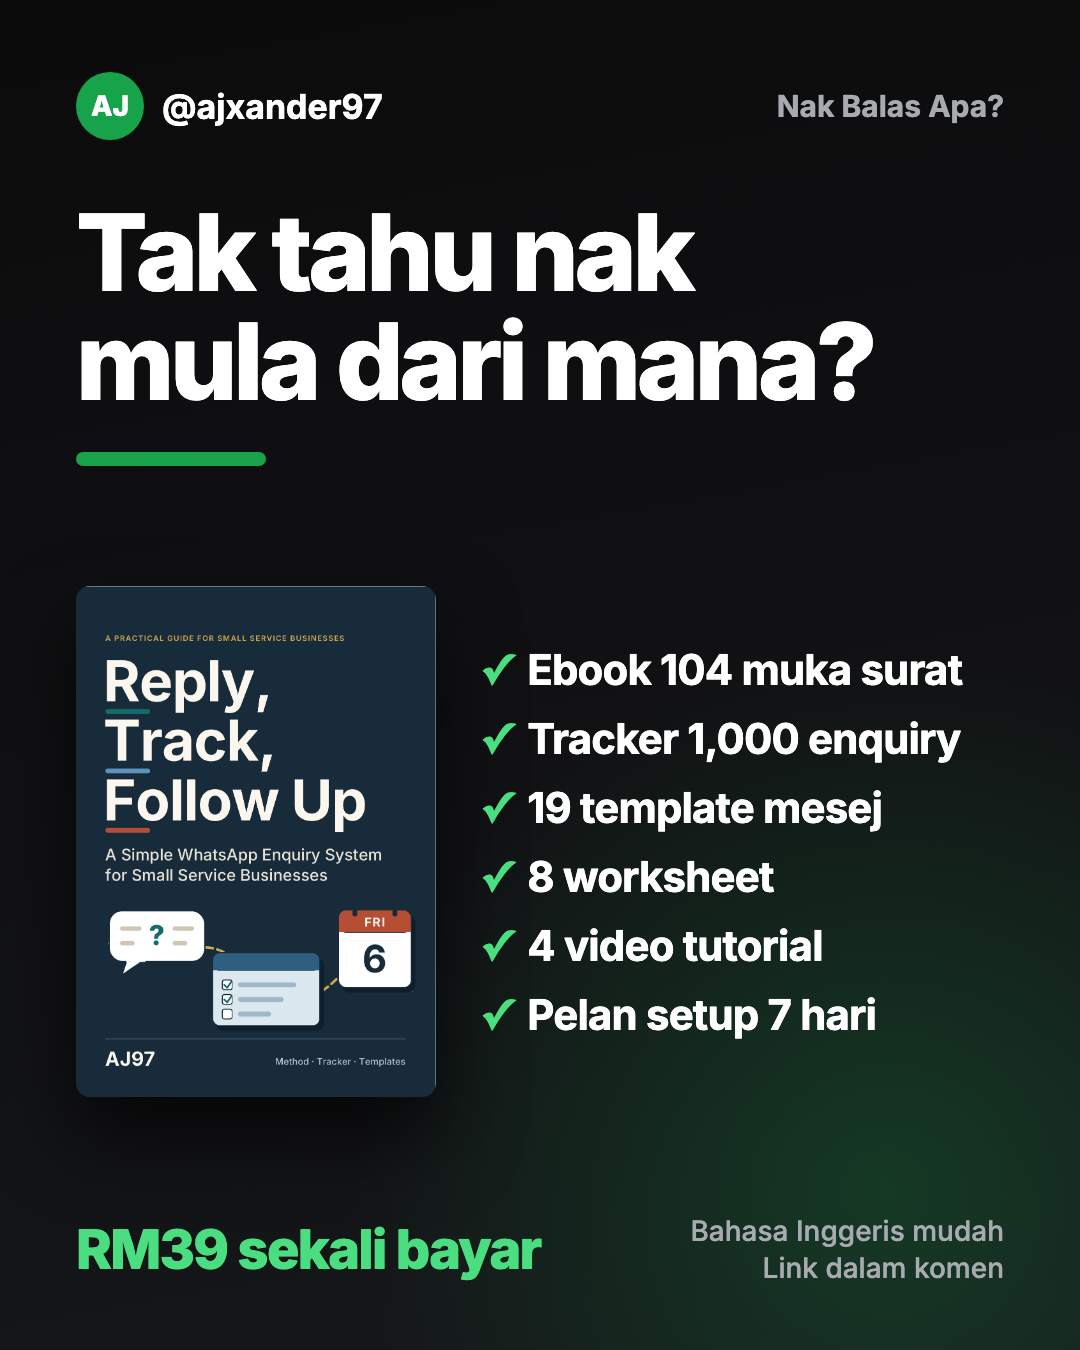 AJ
@ajxander97
Nak Balas Apa?
Tak tahu nak
mula dari mana?
A PRACTICAL GUIDE FOR SMALL SERVICE BUSINESSES
Reply,
Track,
Follow Up
A Simple WhatsApp Enquiry System
for Small Service Businesses
?
FRI
6
AJ97
Method · Tracker · Templates
✓ Ebook 104 muka surat
✓ Tracker 1,000 enquiry
✓ 19 template mesej
✓ 8 worksheet
✓ 4 video tutorial
✓ Pelan setup 7 hari
RM39 sekali bayar
Bahasa Inggeris mudah
Link dalam komen